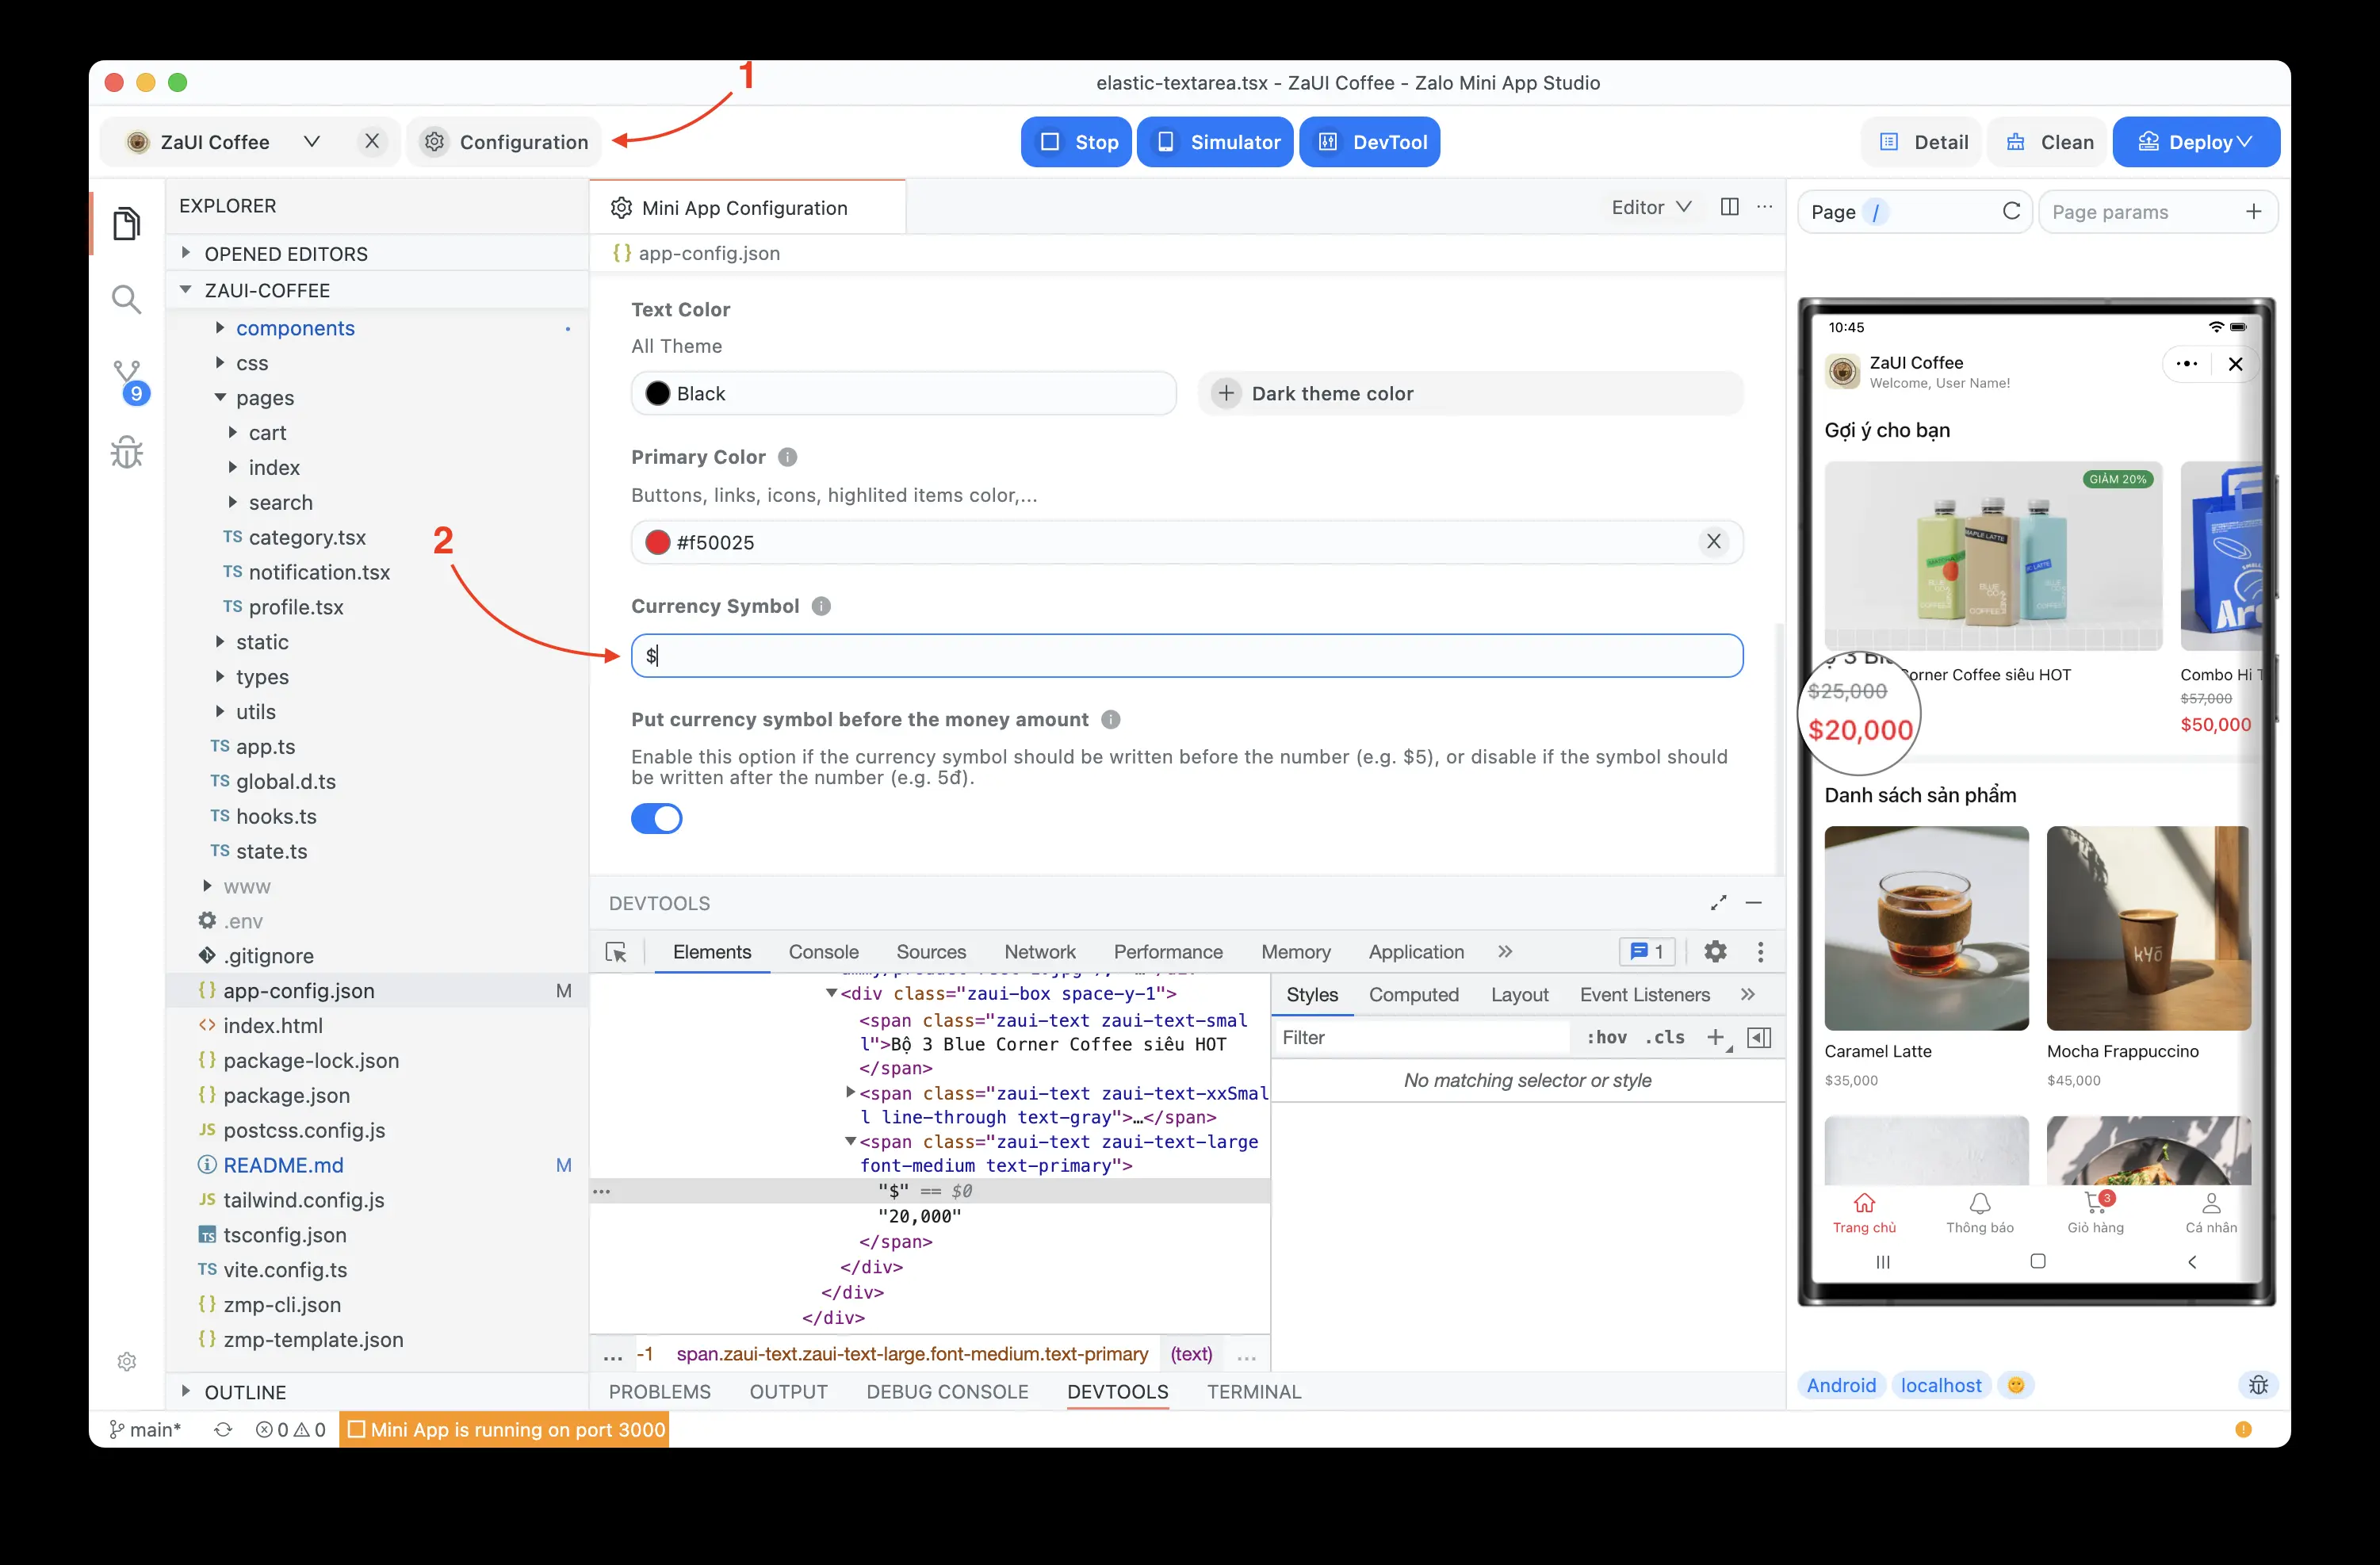 1
elastic-textarea.tsx - ZaUI Coffee - Zalo Mini App Studio
ZaUI Coffee
Configuration
Stop
Simulator
DevTool
Detail
Clean
Deploy
EXPLORER
OPENED EDITORS
ZAUI-COFFEE
components
css
pages
cart
index
search
TS category.tsx
TS notification.tsx
TS profile.tsx
static
types
utils
TS app.ts
TS global.d.ts
TS hooks.ts
TS state.ts
www
.env
.gitignore
{} app-config.json M
<> index.html
{} package-lock.json
{} package.json
JS postcss.config.js
README.md M
JS tailwind.config.js
TS tsconfig.json
TS vite.config.ts
{} zmp-cli.json
{} zmp-template.json
OUTLINE
9
2
Mini App Configuration
Editor
{} app-config.json
Text Color
All Theme
Black
Dark theme color
Primary Color
Buttons, links, icons, highlited items color,...
#f50025
Currency Symbol
$
Put currency symbol before the money amount
Enable this option if the currency symbol should be written before the number (e.g. $5), or disable if the symbol should
be written after the number (e.g. 5đ).
DEVTOOLS
Elements
Console
Sources
Network
Performance
Memory
Application
1
<div class="zaui-box space-y-1">
<span class="zaui-text zaui-text-smal
l">Bộ 3 Blue Corner Coffee siêu HOT
</span>
<span class="zaui-text zaui-text-xxSmal
l line-through text-gray">…</span>
<span class="zaui-text zaui-text-large
font-medium text-primary">
"$" == $0
"20,000"
</span>
</div>
</div>
</div>
... -1 span.zaui-text.zaui-text-large.font-medium.text-primary (text) ...
Styles
Computed
Layout
Event Listeners
Filter
:hov .cls
No matching selector or style
PROBLEMS
OUTPUT
DEBUG CONSOLE
DEVTOOLS
TERMINAL
main*
0
0
Mini App is running on port 3000
Page /
Page params
10:45
ZaUI Coffee
Welcome, User Name!
Gợi ý cho bạn
GIẢM 20%
MAPLE LATTE
orner Coffee siêu HOT
$25,000
$20,000
Combo Hi T
$57,000
$50,000
Danh sách sản phẩm
kyō
Caramel Latte
$35,000
Mocha Frappuccino
$45,000
3
Trang chủ
Thông báo
Giỏ hàng
Cá nhân
Android
localhost